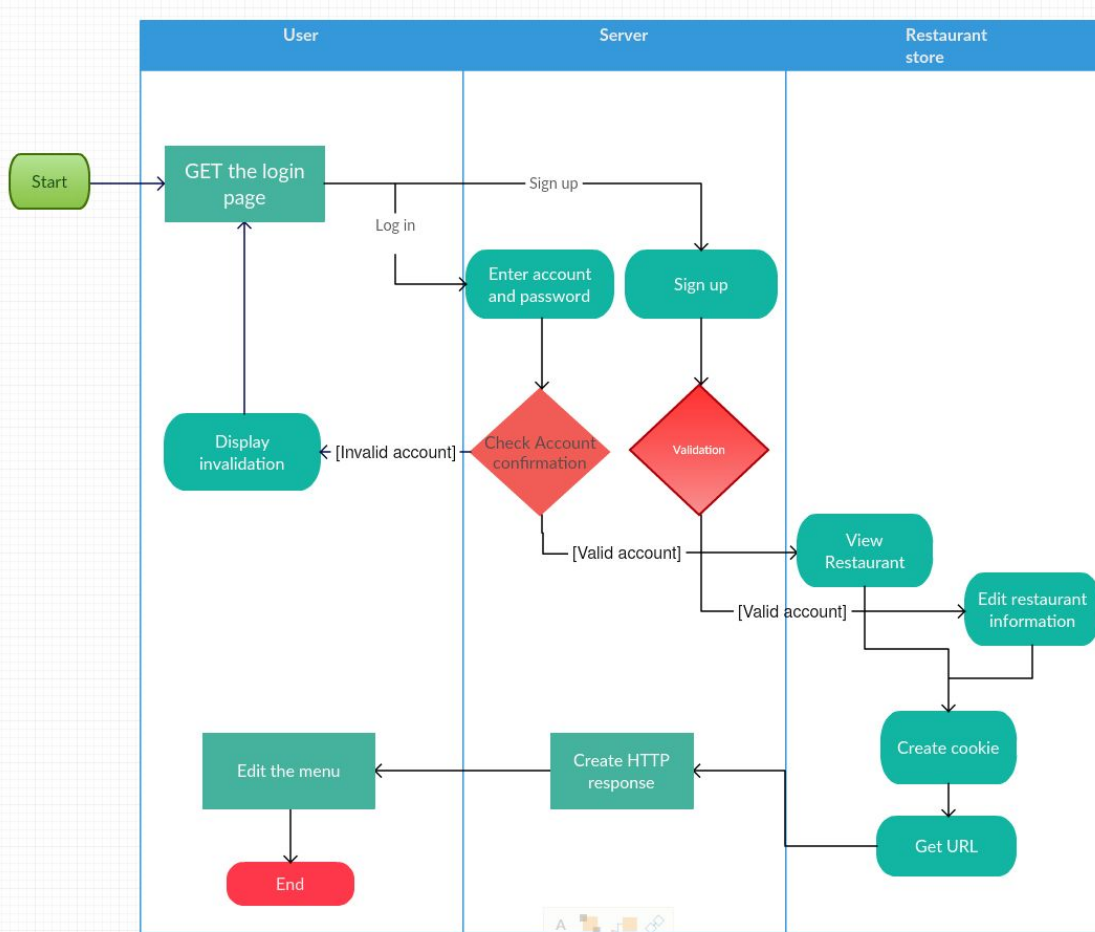 User
Server
Restaurant
store
Start
GET the login
page
Sign up
Log in
Enter account
and password
Sign up
Display
invalidation
[Invalid account]
Check Account
confirmation
Validation
[Valid account]
View
Restaurant
[Valid account]
Edit restaurant
information
Create cookie
Edit the menu
Create HTTP
response
Get URL
End
A